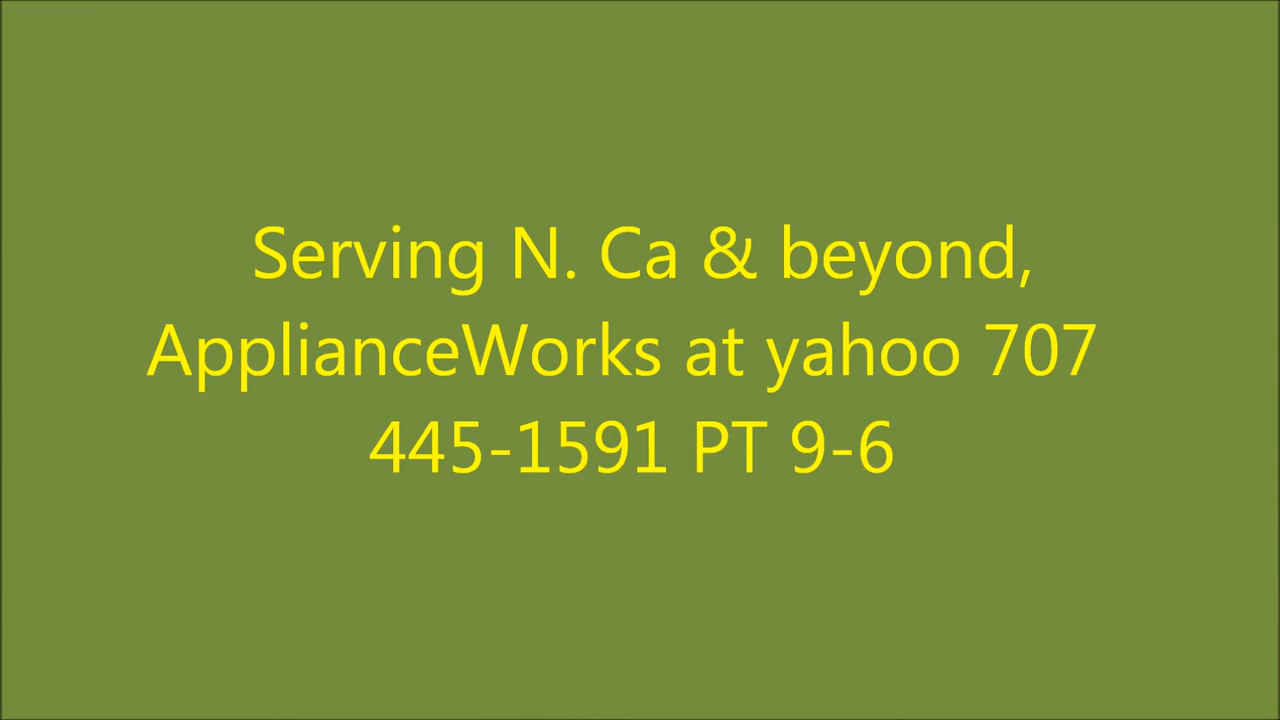 Serving N. Ca & beyond,
ApplianceWorks at yahoo 707
445-1591 PT 9-6